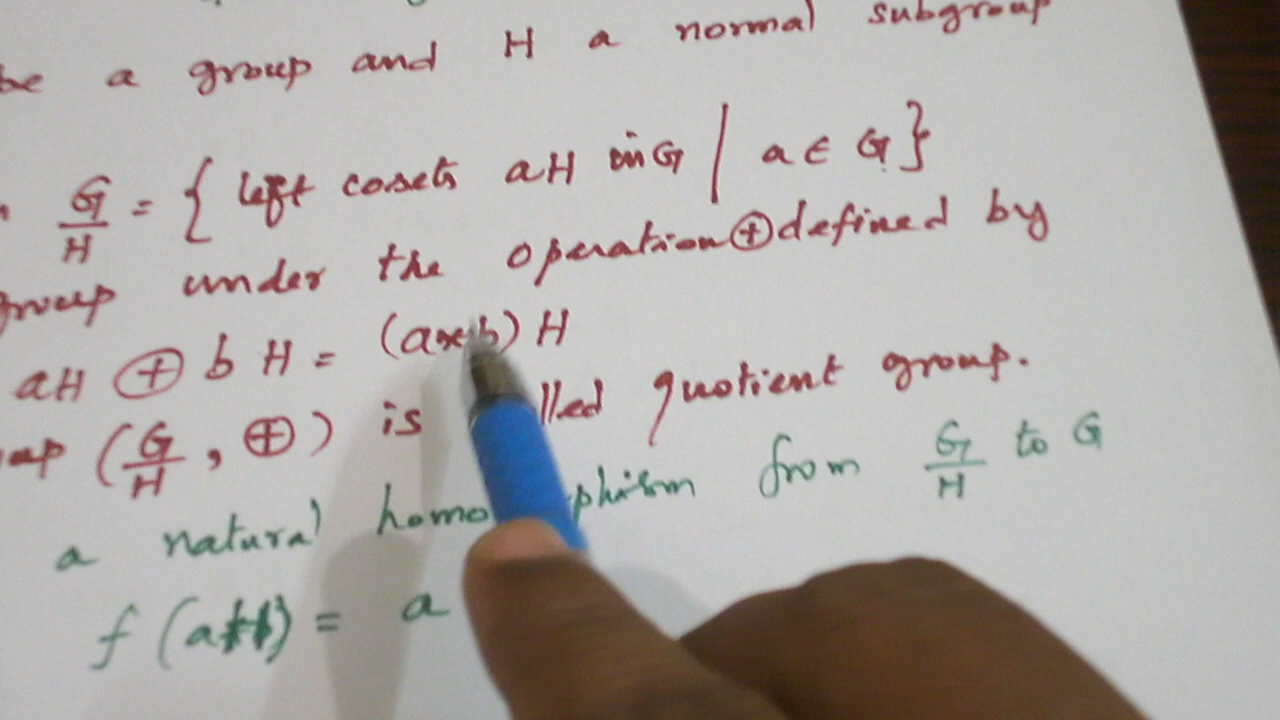 be a group and H a normal subgroup
G/H = { left cosets aH in G | a ∈ G }
group under the operation ⊕ defined by
aH ⊕ bH = (a*b) H
(G/H, ⊕) is lled quotient group.
a natural homo phism from G/H to G
f(aH) = a